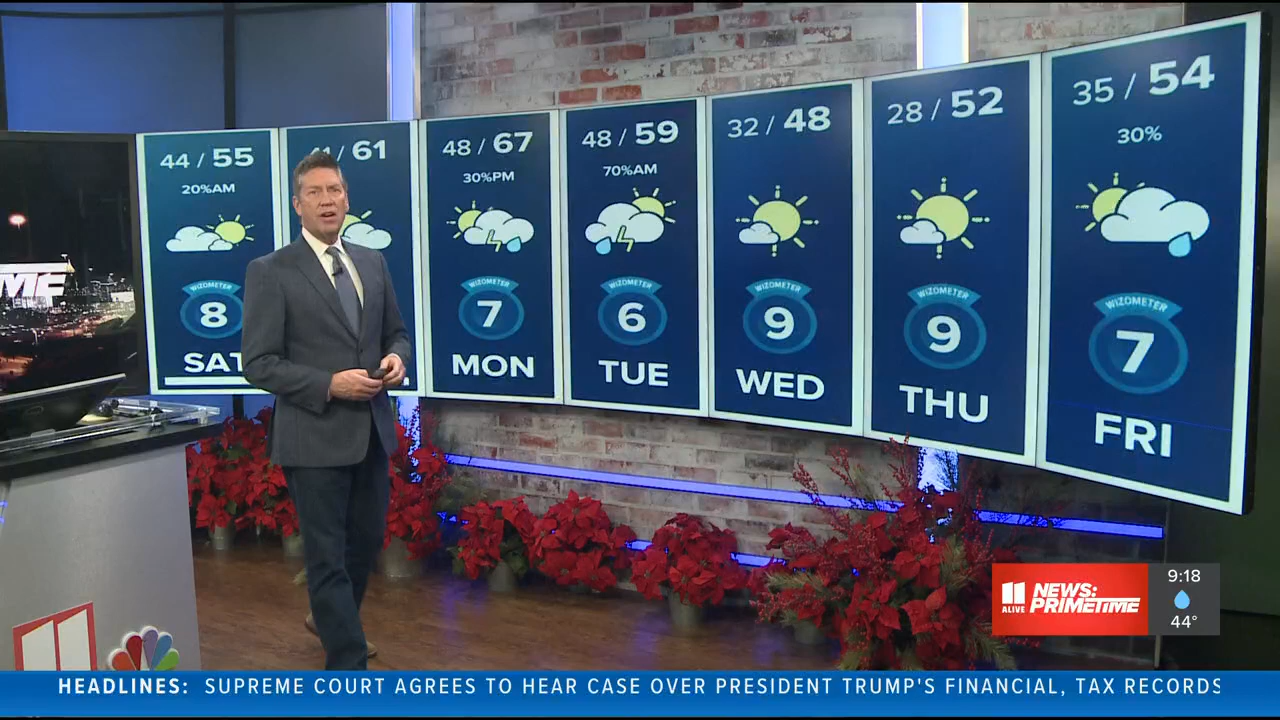 44 / 55
20%AM
WIZOMETER
8
SAT
/ 61
48 / 67
30%PM
WIZOMETER
7
MON
48 / 59
70%AM
WIZOMETER
6
TUE
32 / 48
WIZOMETER
9
WED
28 / 52
WIZOMETER
9
THU
35 / 54
30%
WIZOMETER
7
FRI
11
11
ALIVE
NEWS:
PRIMETIME
9:18
44°
HEADLINES: SUPREME COURT AGREES TO HEAR CASE OVER PRESIDENT TRUMP'S FINANCIAL, TAX RECORDS